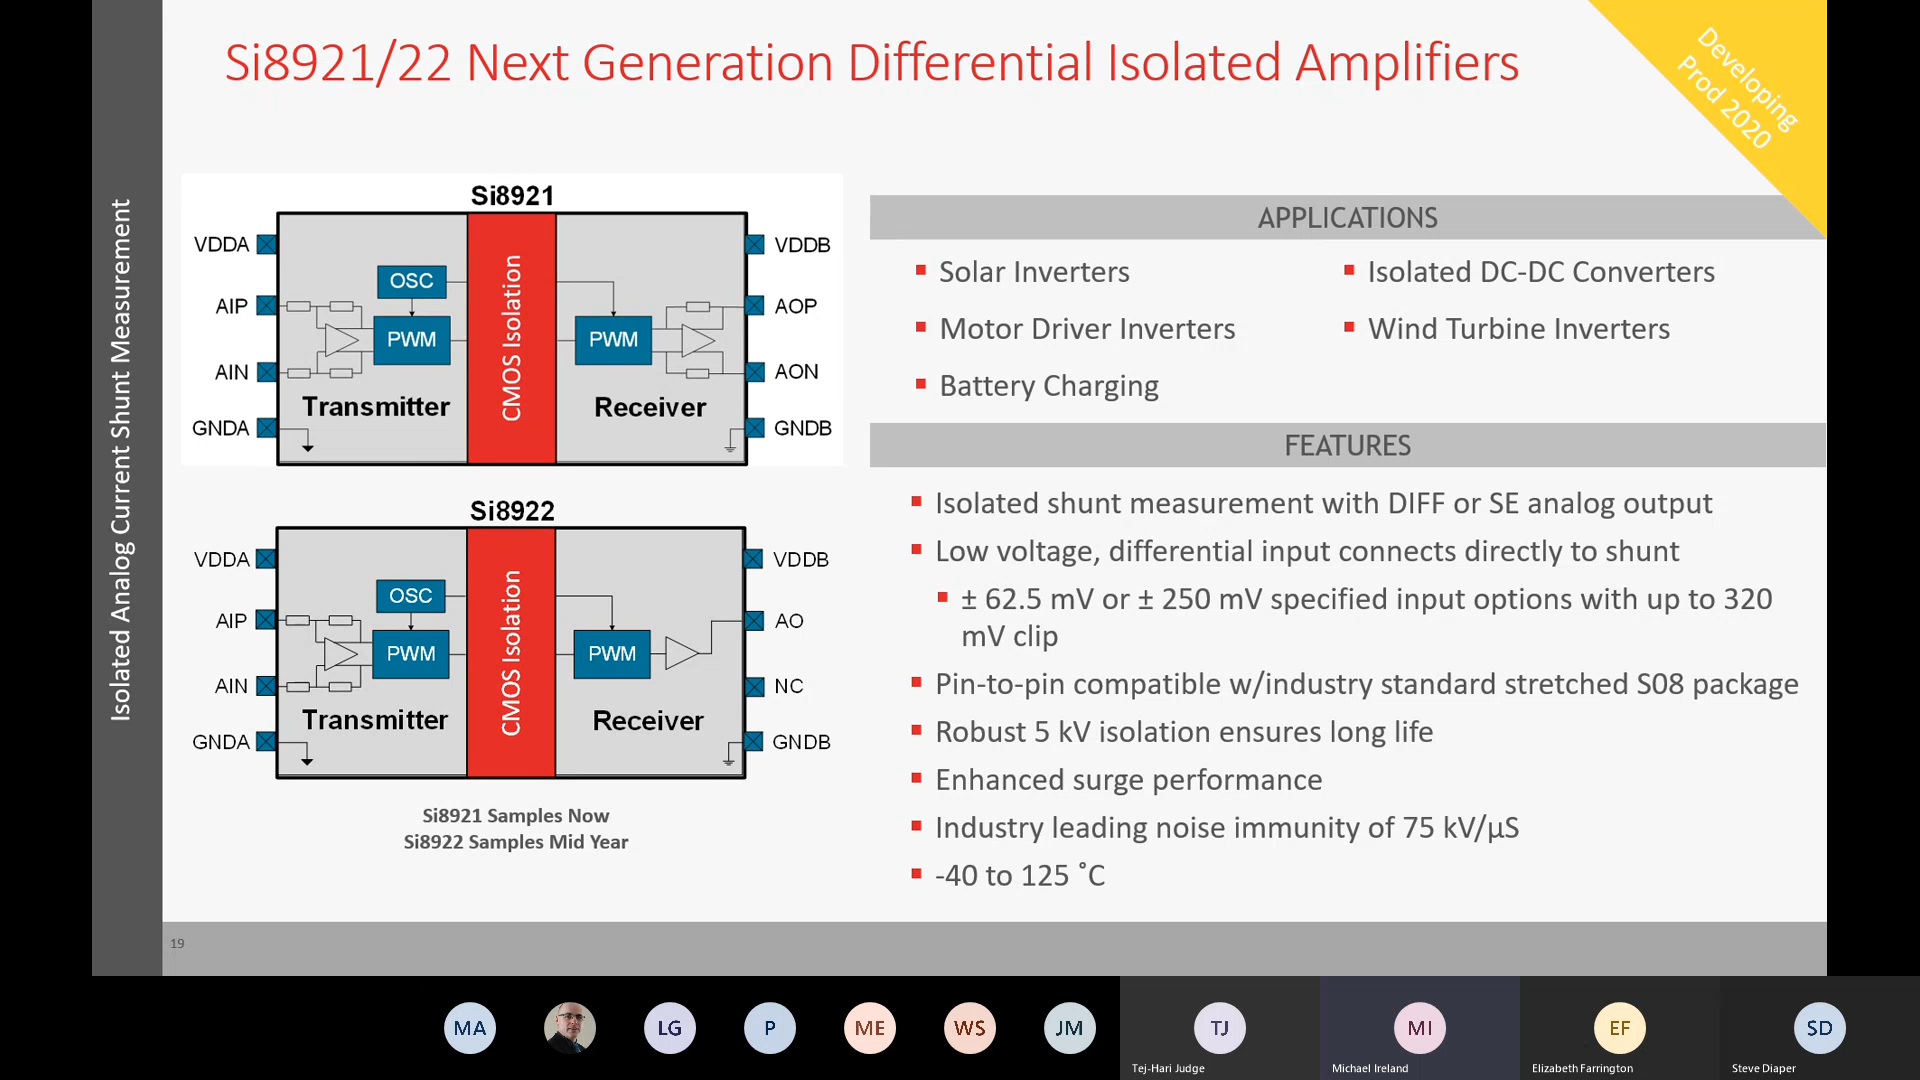 Si8921/22 Next Generation Differential Isolated Amplifiers
Developing
Prod 2020
Isolated Analog Current Shunt Measurement
Si8921
VDDA
AIP
AIN
GNDA
OSC
PWM
Transmitter
CMOS Isolation
PWM
Receiver
VDDB
AOP
AON
GNDB
Si8922
VDDA
AIP
AIN
GNDA
OSC
PWM
Transmitter
CMOS Isolation
PWM
Receiver
VDDB
AO
NC
GNDB
Si8921 Samples Now
Si8922 Samples Mid Year
APPLICATIONS
Solar Inverters
Motor Driver Inverters
Battery Charging
Isolated DC-DC Converters
Wind Turbine Inverters
FEATURES
Isolated shunt measurement with DIFF or SE analog output
Low voltage, differential input connects directly to shunt
± 62.5 mV or ± 250 mV specified input options with up to 320
mV clip
Pin-to-pin compatible w/industry standard stretched SO8 package
Robust 5 kV isolation ensures long life
Enhanced surge performance
Industry leading noise immunity of 75 kV/µS
-40 to 125 ˚C
19
MA
LG
P
ME
WS
JM
TJ
Tej-Hari Judge
MI
Michael Ireland
EF
Elizabeth Farrington
SD
Steve Diaper